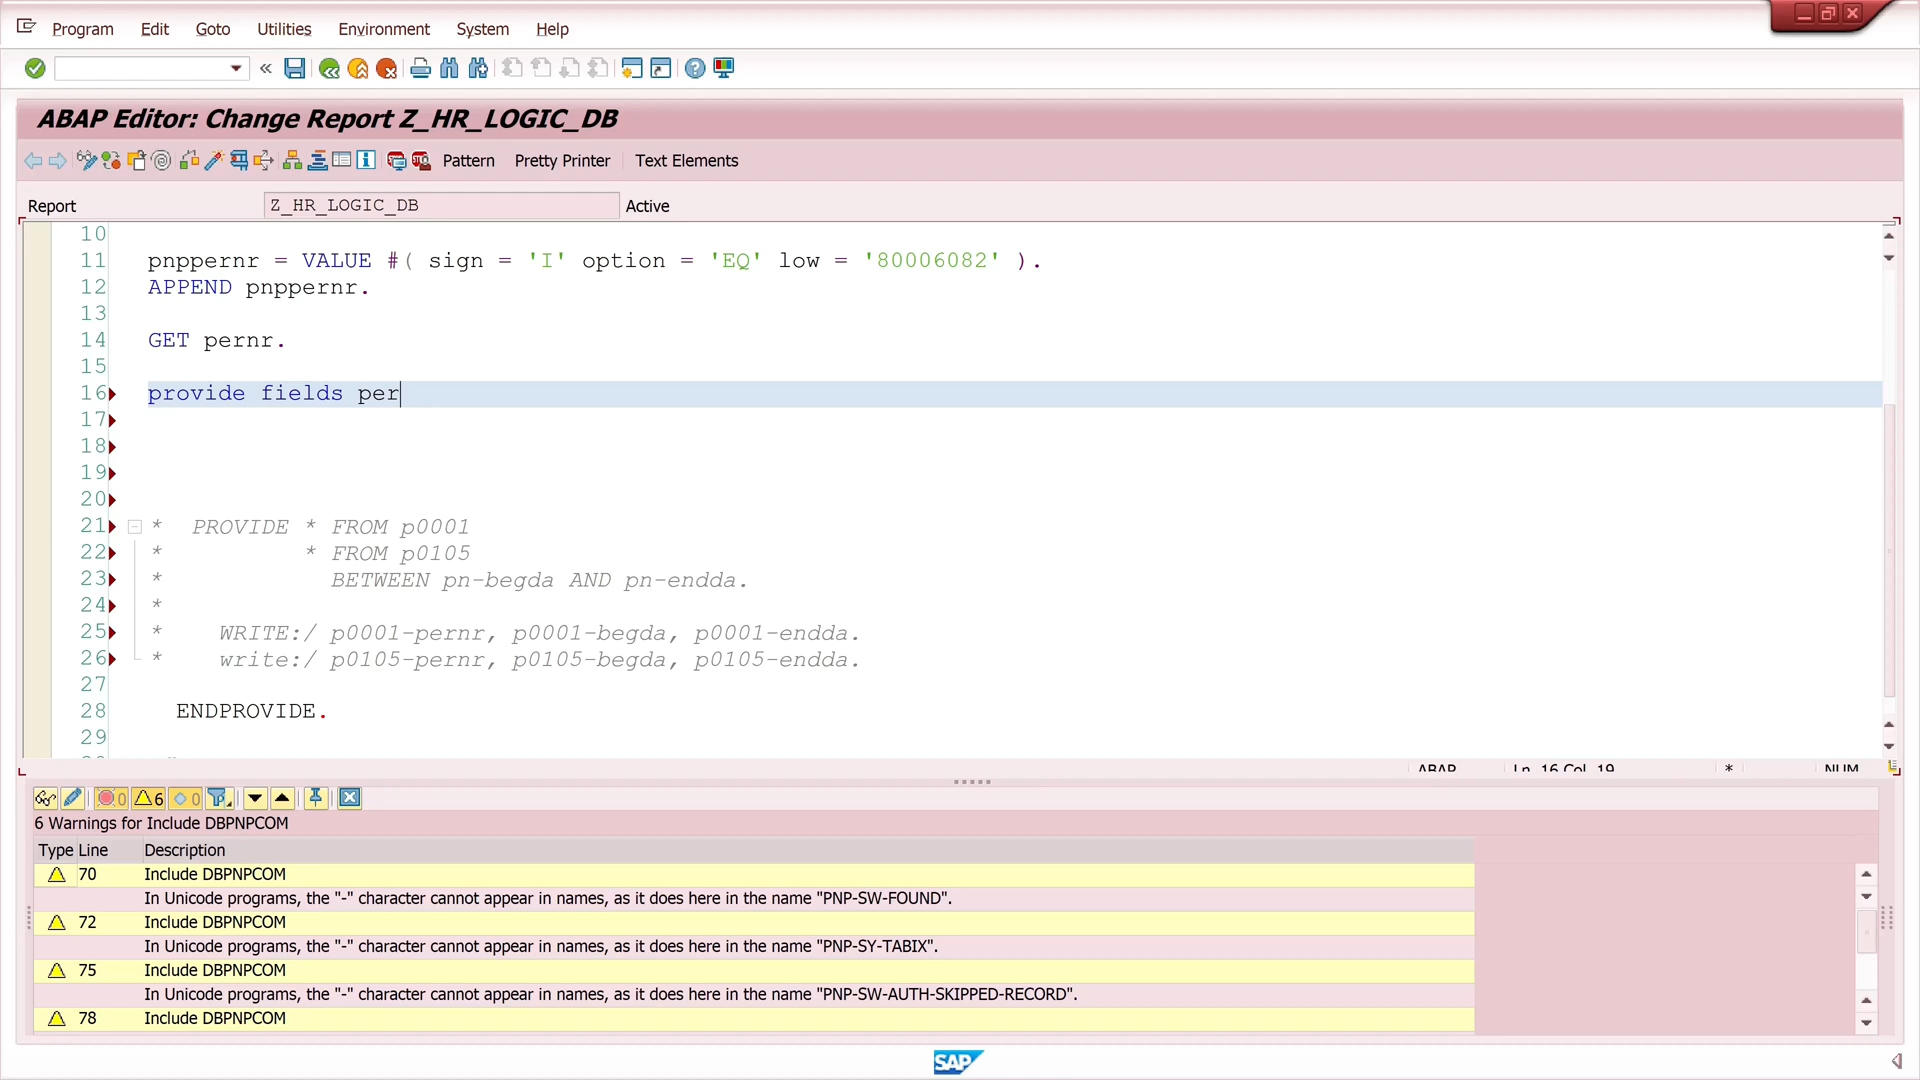 Program Edit Goto Utilities Environment System Help
ABAP Editor: Change Report Z_HR_LOGIC_DB
Pattern Pretty Printer Text Elements
Report Z_HR_LOGIC_DB Active
10
11 pnppernr = VALUE #( sign = 'I' option = 'EQ' low = '80006082' ).
12 APPEND pnppernr.
13
14 GET pernr.
15
16 provide fields per
17
18
19
20
21 * PROVIDE * FROM p0001
22 * * FROM p0105
23 * BETWEEN pn-begda AND pn-endda.
24 *
25 * WRITE:/ p0001-pernr, p0001-begda, p0001-endda.
26 * write:/ p0105-pernr, p0105-begda, p0105-endda.
27
28 ENDPROVIDE.
29
ABAP Ln 16 Col 19 * NUM
0 6 0
6 Warnings for Include DBPNPCOM
Type Line Description
70 Include DBPNPCOM
In Unicode programs, the "-" character cannot appear in names, as it does here in the name "PNP-SW-FOUND".
72 Include DBPNPCOM
In Unicode programs, the "-" character cannot appear in names, as it does here in the name "PNP-SY-TABIX".
75 Include DBPNPCOM
In Unicode programs, the "-" character cannot appear in names, as it does here in the name "PNP-SW-AUTH-SKIPPED-RECORD".
78 Include DBPNPCOM
SAP